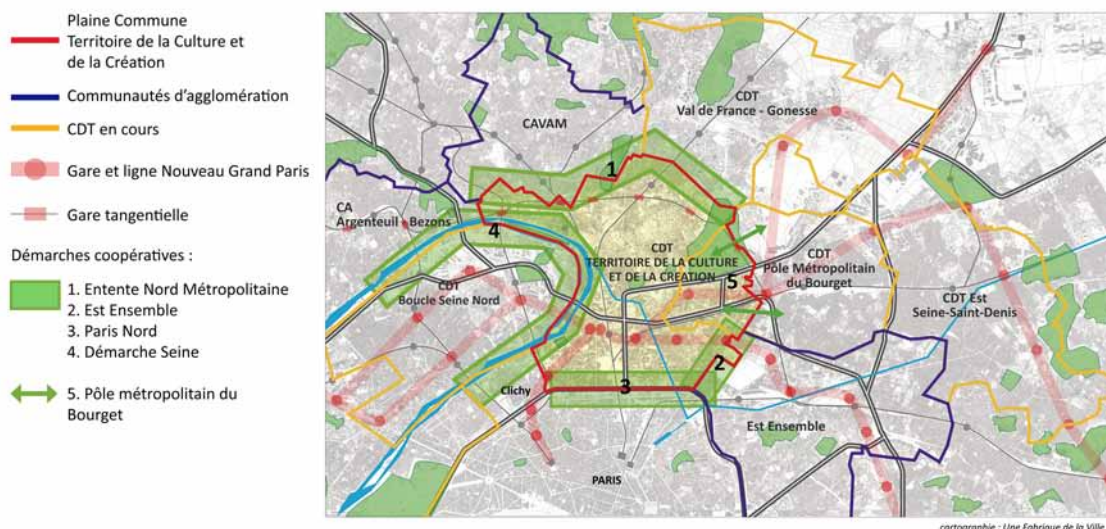 Plaine Commune
Territoire de la Culture et
de la Création
Communautés d'agglomération
CDT en cours
Gare et ligne Nouveau Grand Paris
Gare tangentielle
Démarches coopératives :
1. Entente Nord Métropolitaine
2. Est Ensemble
3. Paris Nord
4. Démarche Seine
5. Pôle métropolitain du
Bourget
CAVAM
CDT
Val de France - Gonesse
1
CA
Argenteuil - Bezons
4
CDT
TERRITOIRE DE LA CULTURE
ET DE LA CREATION
5
CDT
Pôle Métropolitain
du Bourget
CDT
Boucle Seine Nord
CDT Est
Seine-Saint-Denis
2
Clichy
3
Est Ensemble
PARIS
cartographie : Une Fabrique de la Ville